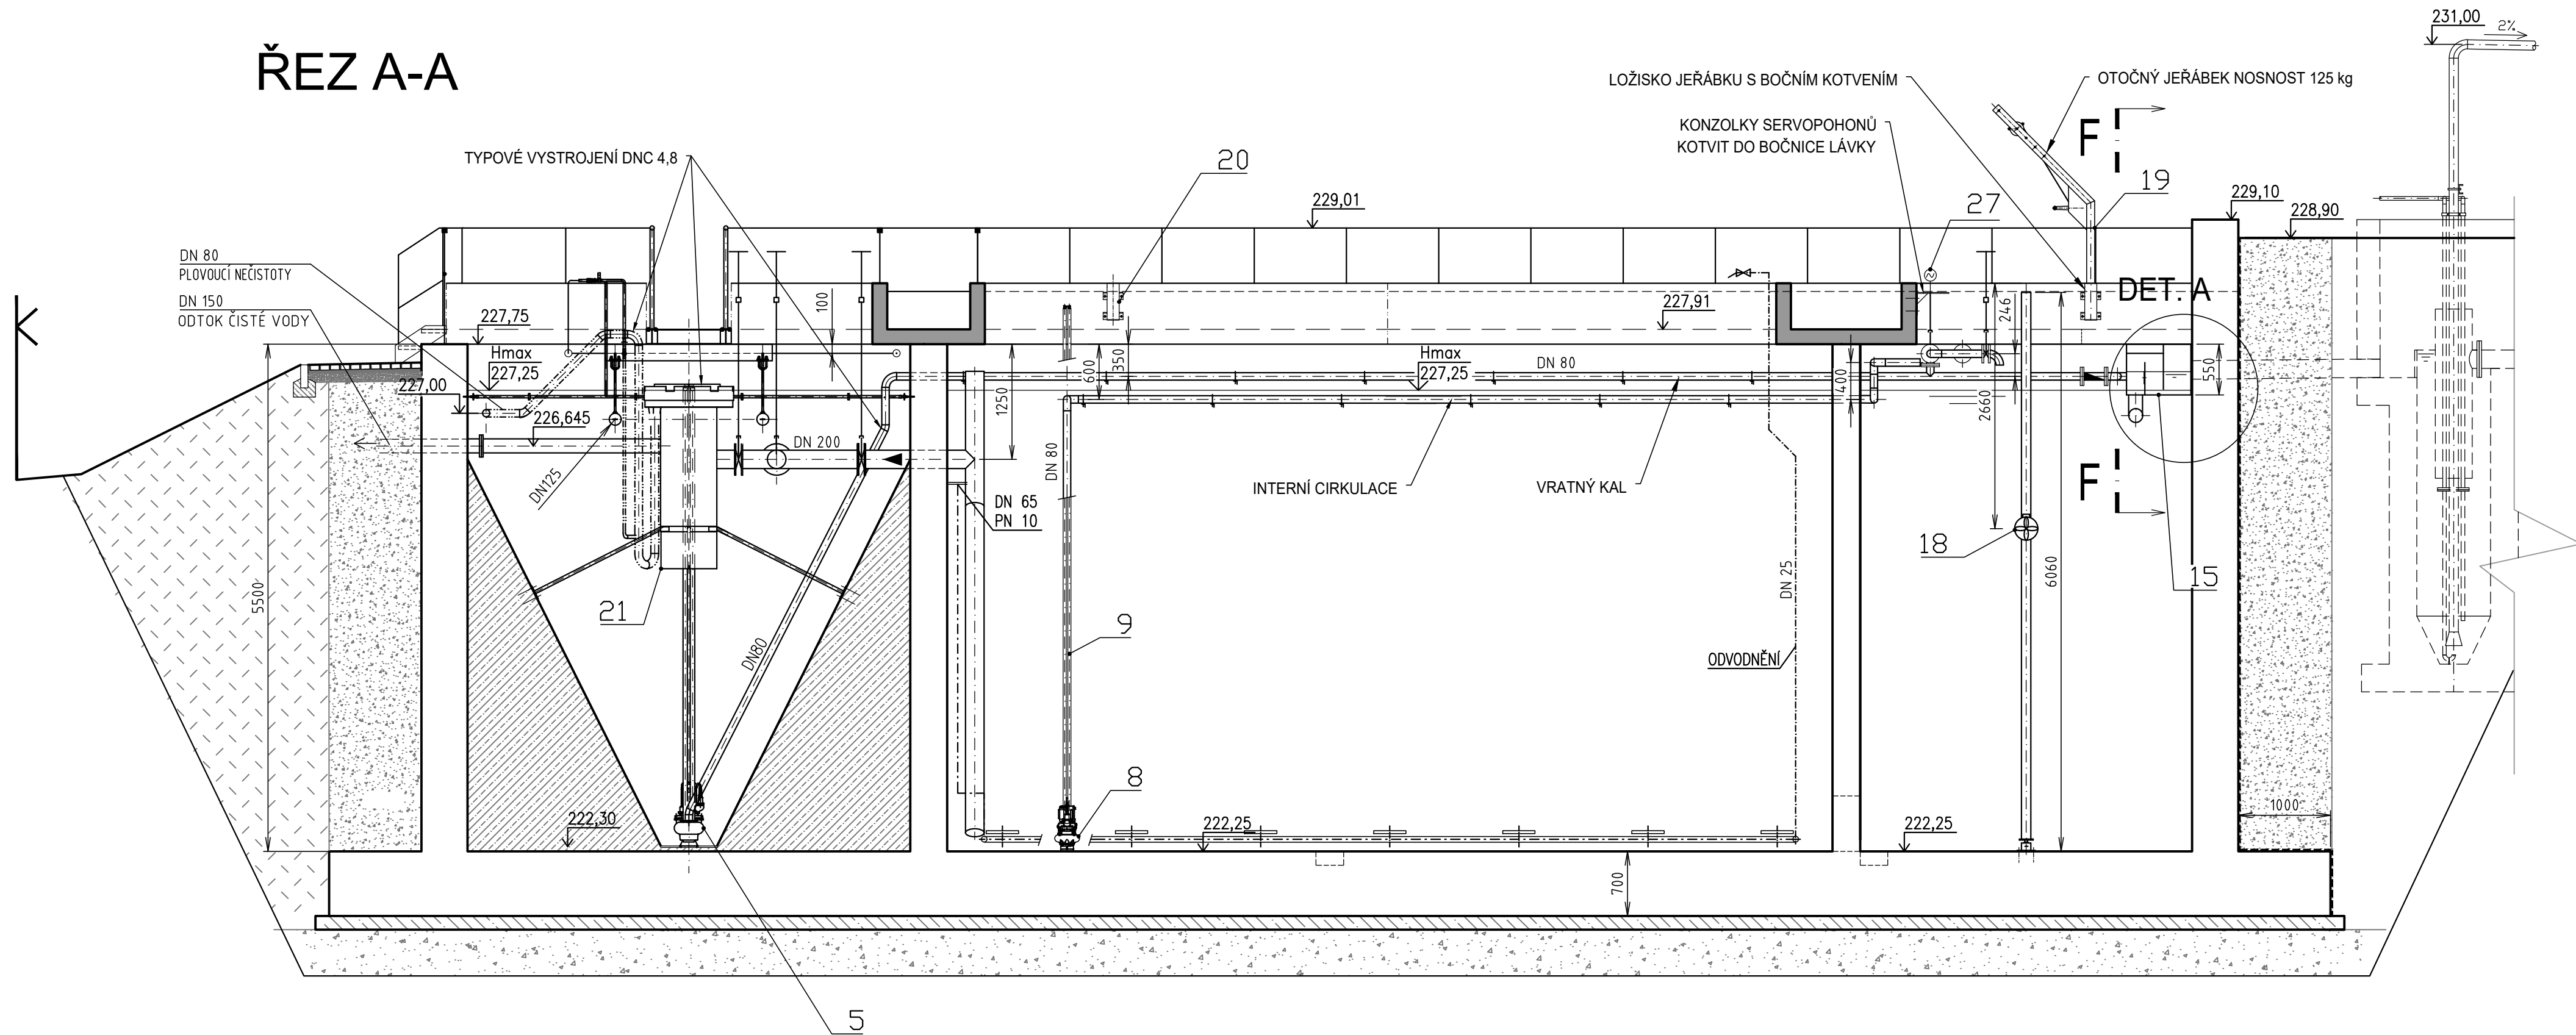 ŘEZ A-A
231,00
2%
LOŽISKO JEŘÁBKU S BOČNÍM KOTVENÍM
OTOČNÝ JEŘÁBEK NOSNOST 125 kg
KONZOLKY SERVOPOHONŮ
KOTVIT DO BOČNICE LÁVKY
F
TYPOVÉ VYSTROJENÍ DNC 4,8
20
19
229,01
27
229,10
228,90
DN 80
PLOVOUCÍ NEČISTOTY
DN 150
ODTOK ČISTÉ VODY
K
227,75
100
227,91
246
DET. A
Hmax
227,25
227,00
226,645
600
350
Hmax
227,25
DN 80
400
550
1250
2660
DN125
DN 200
DN 80
INTERNÍ CIRKULACE
VRATNÝ KAL
F
DN 65
PN 10
18
5500
6060
DN 25
15
21
9
DN80
ODVODNĚNÍ
8
1000
222,30
222,25
222,25
700
5